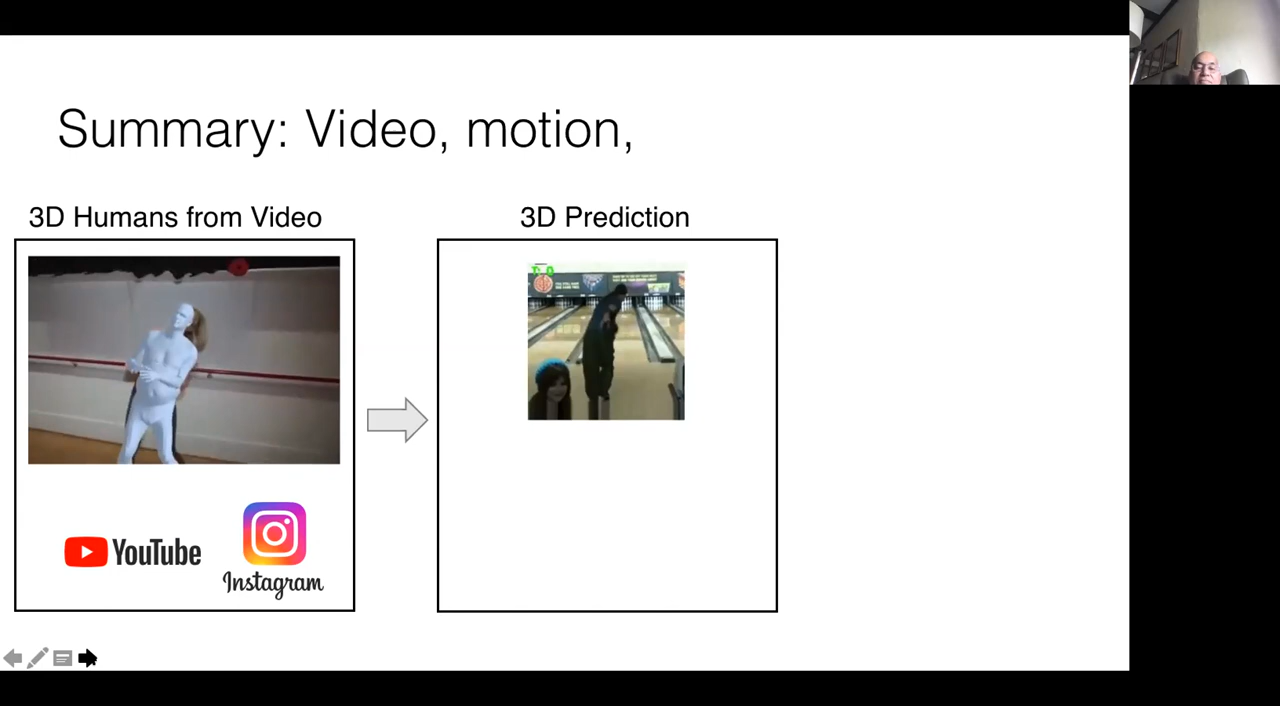 Summary: Video, motion,
3D Humans from Video
3D Prediction
YouTube
Instagram